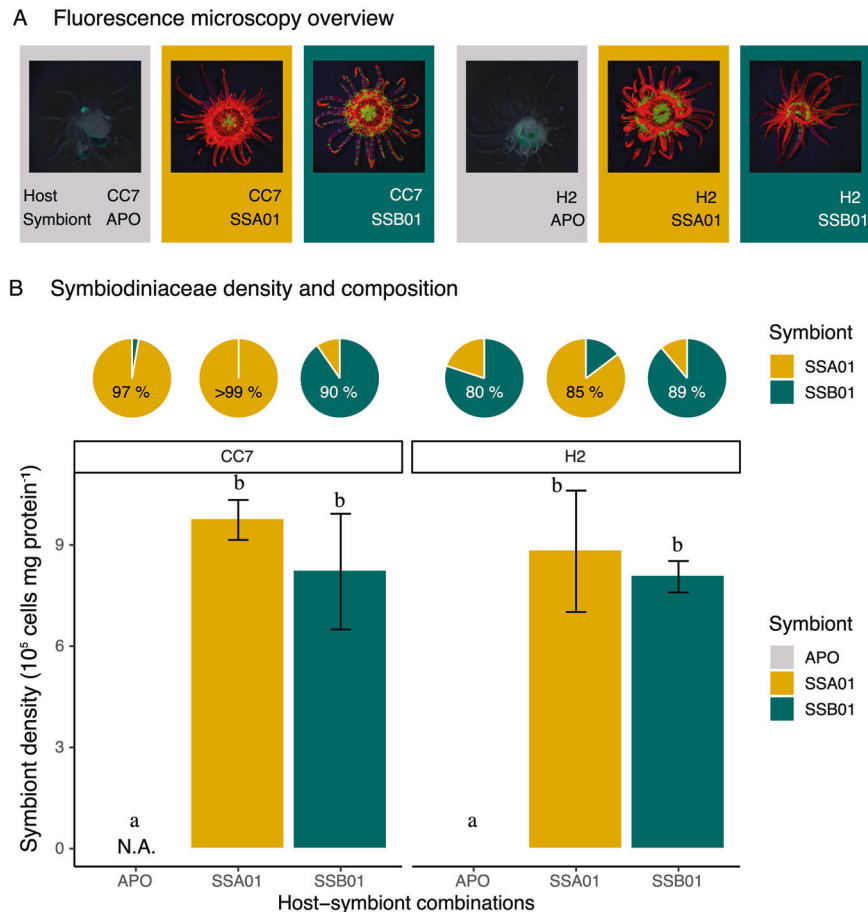 A Fluorescence microscopy overview
Host CC7
Symbiont APO
CC7
SSA01
CC7
SSB01
H2
APO
H2
SSA01
H2
SSB01
B Symbiodiniaceae density and composition
97 %
>99 %
90 %
80 %
85 %
89 %
Symbiont
SSA01
SSB01
CC7
H2
Symbiont density (10⁵ cells mg protein⁻¹)
9
6
3
0
a
N.A.
b
b
a
b
b
APO
SSA01
SSB01
APO
SSA01
SSB01
Host−symbiont combinations
Symbiont
APO
SSA01
SSB01